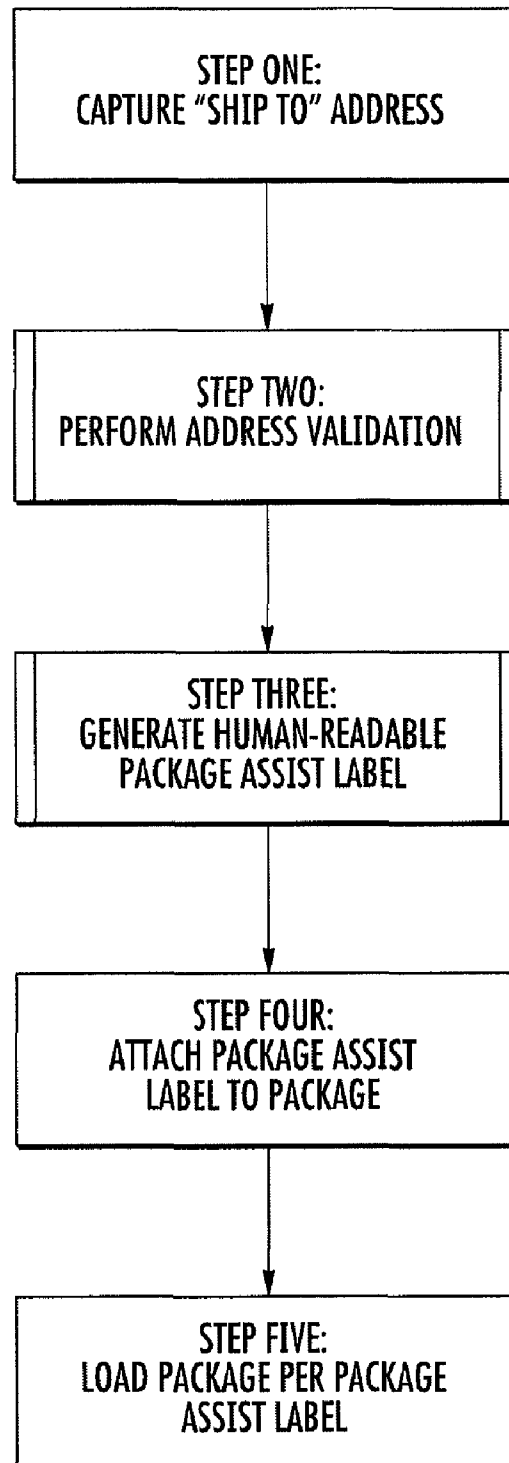 STEP ONE:
CAPTURE “SHIP TO” ADDRESS
STEP TWO:
PERFORM ADDRESS VALIDATION
STEP THREE:
GENERATE HUMAN-READABLE
PACKAGE ASSIST LABEL
STEP FOUR:
ATTACH PACKAGE ASSIST
LABEL TO PACKAGE
STEP FIVE:
LOAD PACKAGE PER PACKAGE
ASSIST LABEL